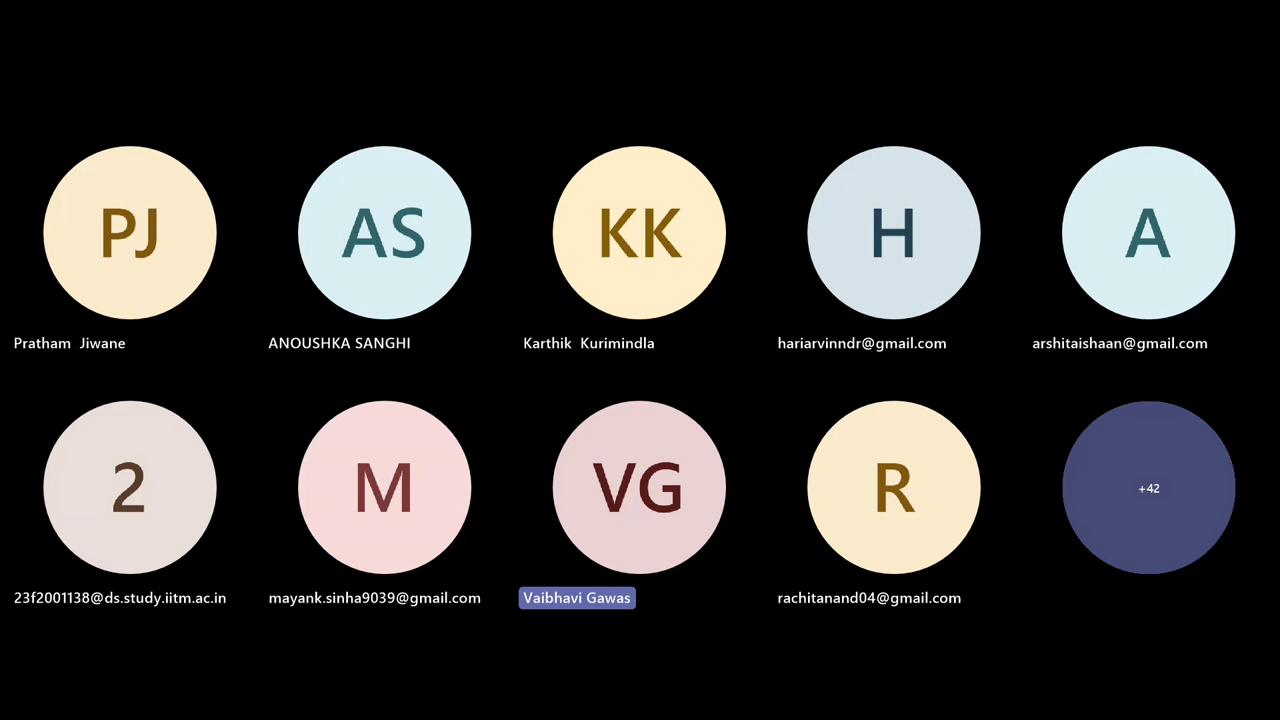 PJ
AS
KK
H
A
Pratham Jiwane
ANOUSHKA SANGHI
Karthik Kurimindla
hariarvinndr@gmail.com
arshitaishaan@gmail.com
2
M
VG
R
+42
23f2001138@ds.study.iitm.ac.in
mayank.sinha9039@gmail.com
Vaibhavi Gawas
rachitanand04@gmail.com